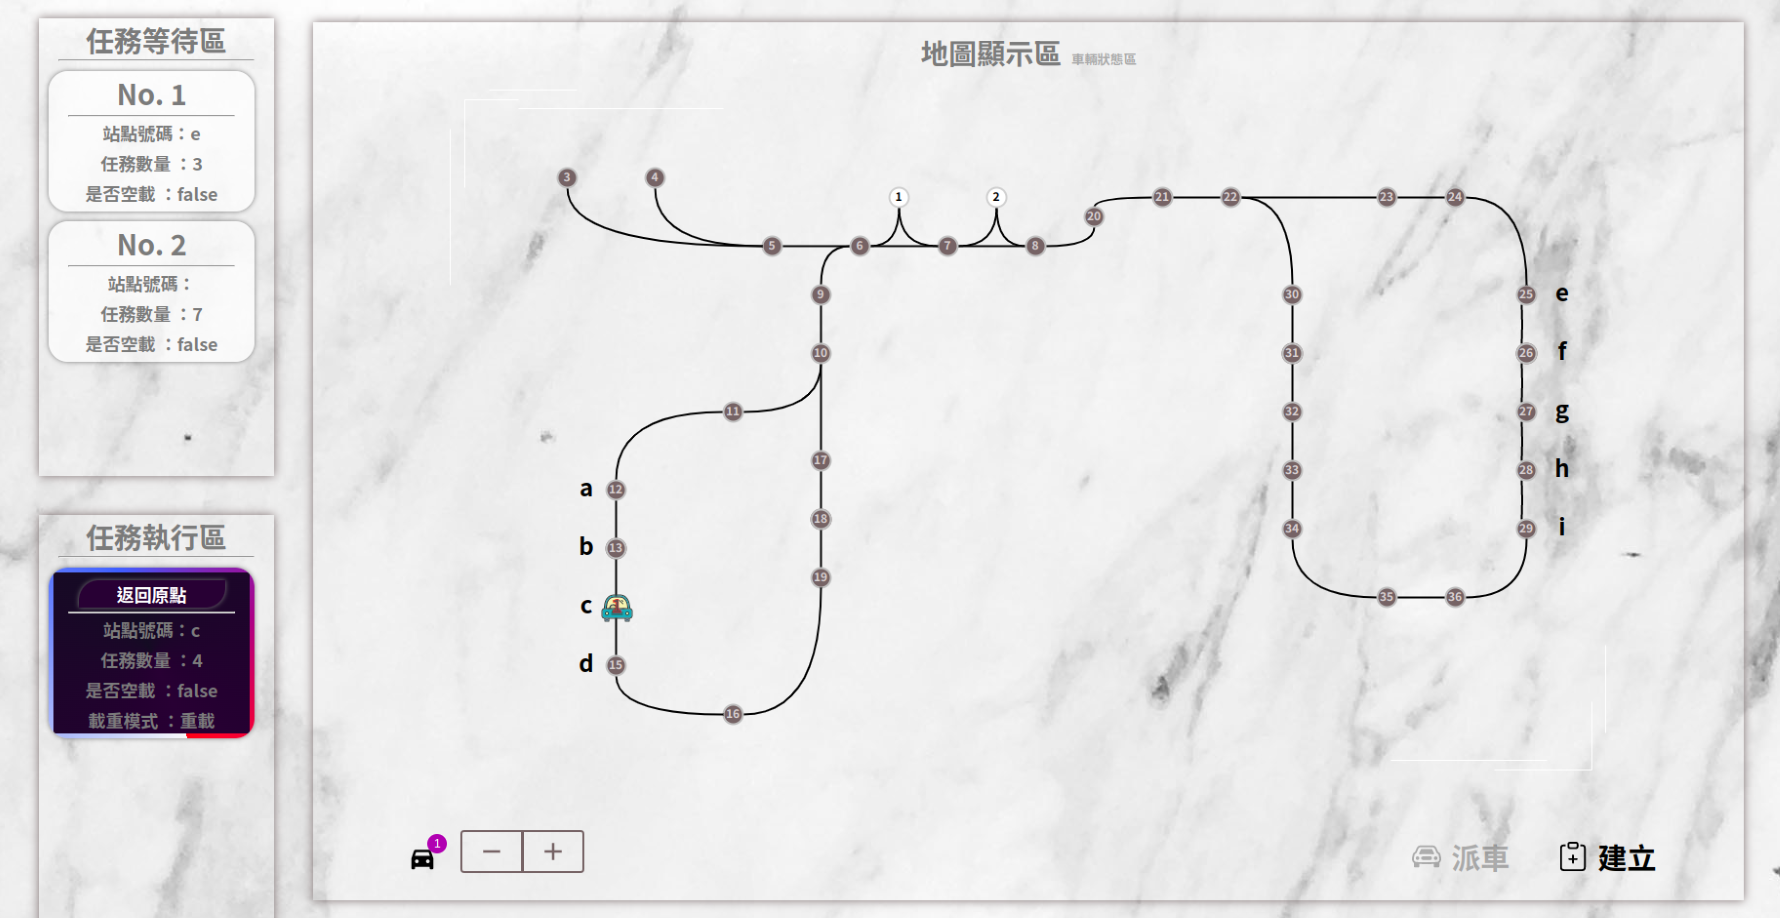 任務等待區
No. 1
站點號碼：e
任務數量 ：3
是否空載 ：false
No. 2
站點號碼：
任務數量 ：7
是否空載 ：false
任務執行區
返回原點
站點號碼：c
任務數量 ：4
是否空載 ：false
載重模式 ：重載
地圖顯示區 車輛狀態區
3
4
1
2
21
22
23
24
20
5
6
7
8
9
30
25 e
10
31
26 f
11
32
27 g
17
33
28 h
a 12
18
34
29 i
b 13
19
35
36
c
d 15
16
1
− +
派車
建立